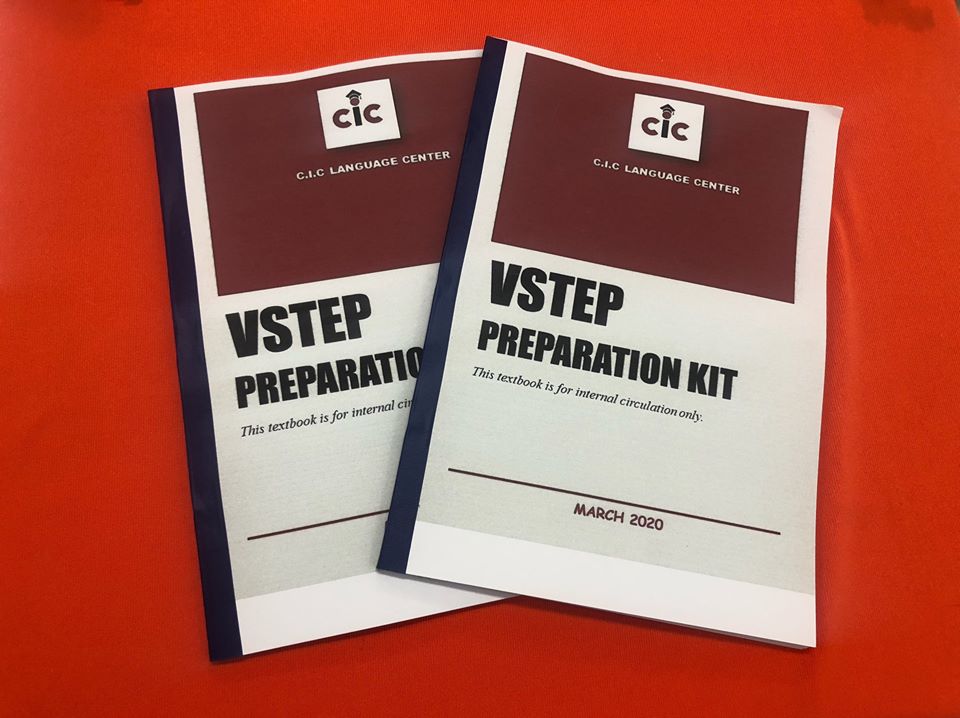 cic
C.I.C LANGUAGE CENTER
VSTEP
PREPARATIO
This textbook is for internal cir
cic
C.I.C LANGUAGE CENTER
VSTEP
PREPARATION KIT
This textbook is for internal circulation only.
MARCH 2020